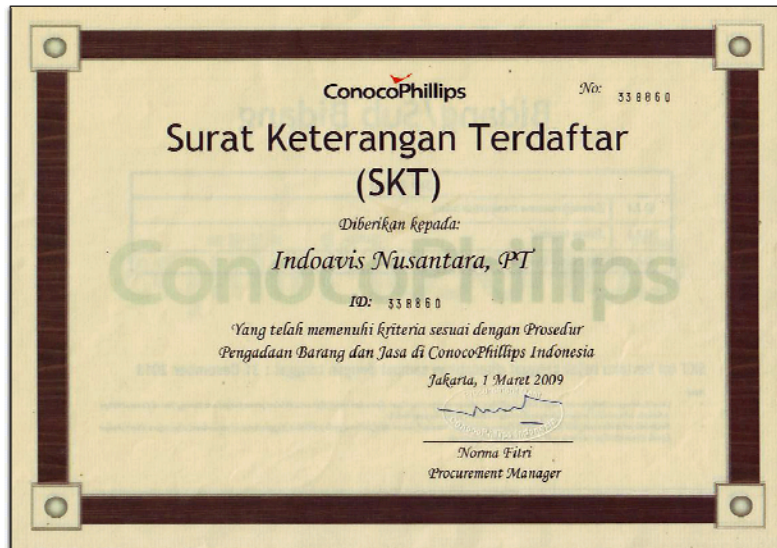 ConocoPhillips
No: 338860
Surat Keterangan Terdaftar
(SKT)
Diberikan kepada:
Indoavis Nusantara, PT
ConocoPhillips
ID: 338860
Yang telah memenuhi kriteria sesuai dengan Prosedur
Pengadaan Barang dan Jasa di ConocoPhillips Indonesia
Jakarta, 1 Maret 2009
Norma Fitri
Procurement Manager